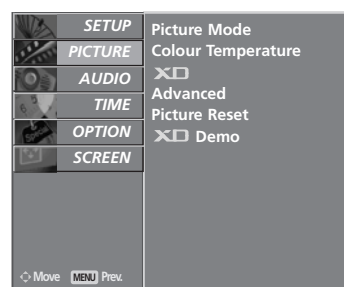 SETUP
PICTURE
AUDIO
TIME
OPTION
SCREEN
Move MENU Prev.
Picture Mode
Colour Temperature
XD
Advanced
Picture Reset
XD Demo